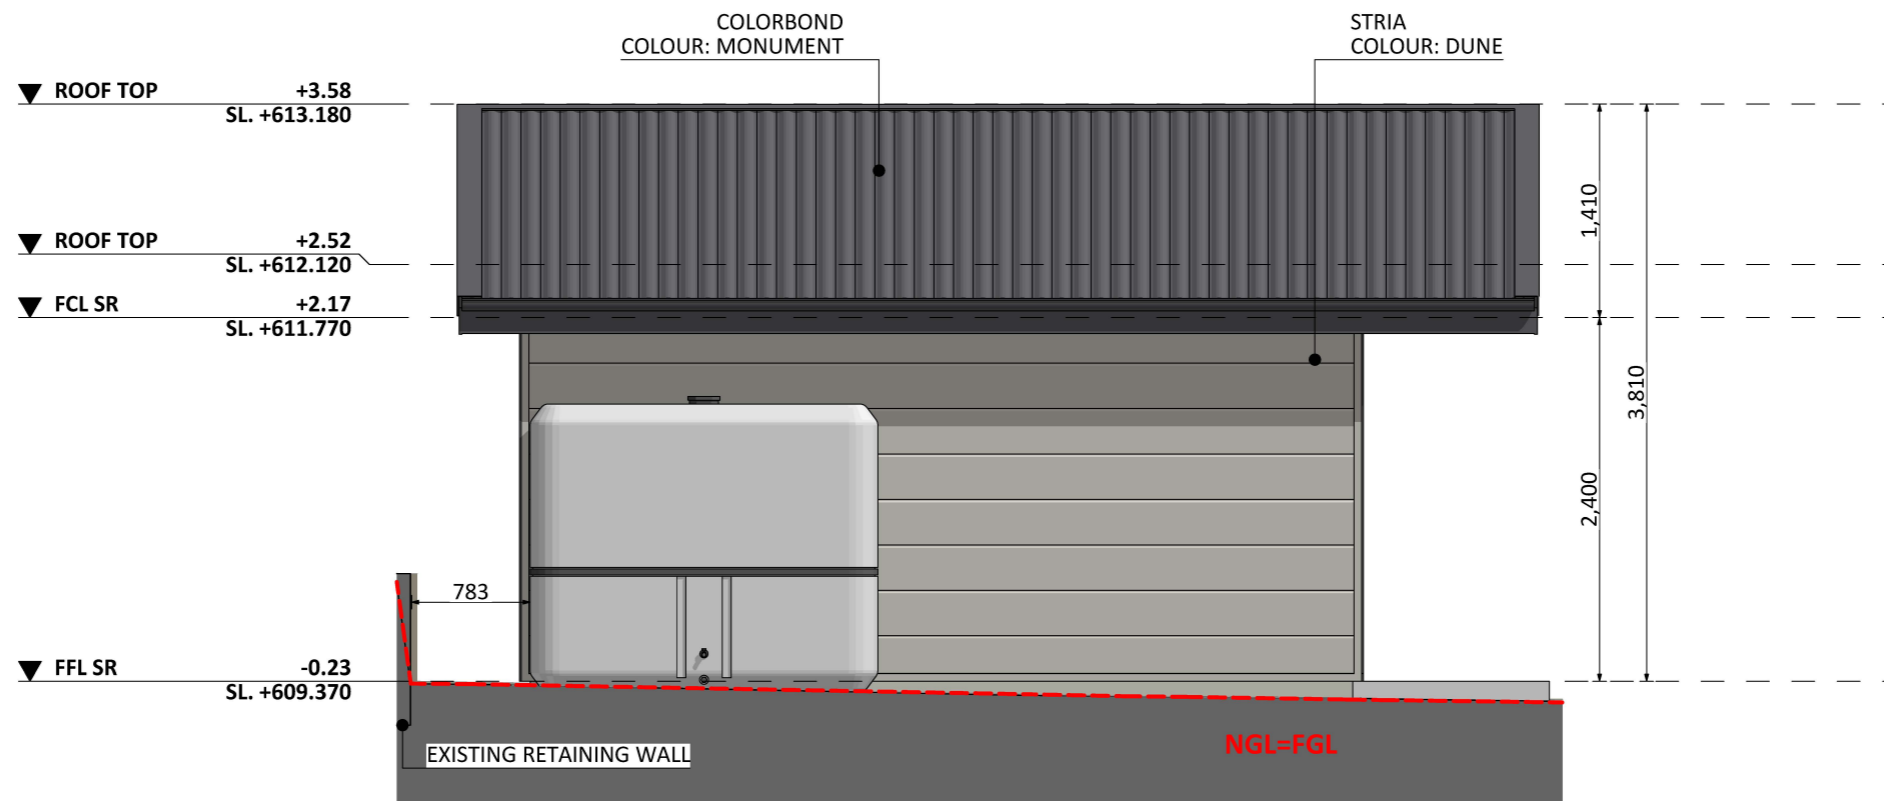 COLORBOND
COLOUR: MONUMENT
STRIA
COLOUR: DUNE
ROOF TOP +3.58
SL. +613.180
ROOF TOP +2.52
SL. +612.120
FCL SR +2.17
SL. +611.770
1,410
3,810
2,400
783
FFL SR -0.23
SL. +609.370
EXISTING RETAINING WALL
NGL=FGL